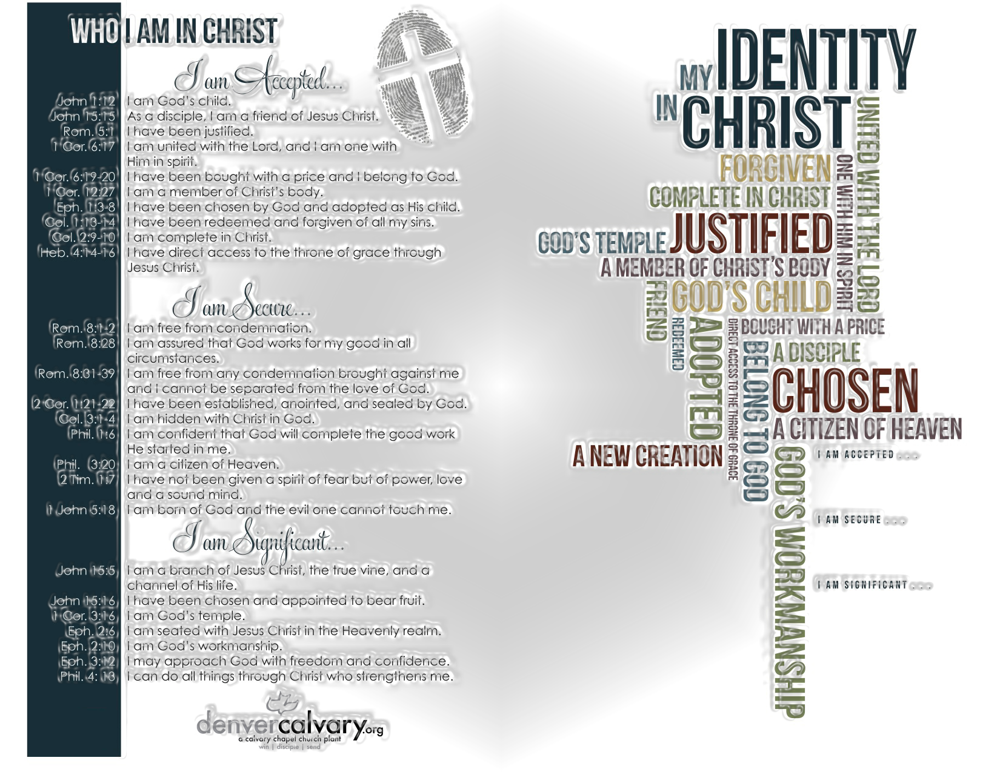 WHO I AM IN CHRIST
I am Accepted...
John 1:12 I am God's child.
John 15:15 As a disciple, I am a friend of Jesus Christ.
Rom. 5:1 I have been justified.
1 Cor. 6:17 I am united with the Lord, and I am one with
Him in spirit.
1 Cor. 6:19-20 I have been bought with a price and I belong to God.
1 Cor. 12:27 I am a member of Christ's body.
Eph. 1:3-8 I have been chosen by God and adopted as His child.
Col. 1:13-14 I have been redeemed and forgiven of all my sins.
Col. 2:9-10 I am complete in Christ.
Heb. 4:14-16 I have direct access to the throne of grace through
Jesus Christ.
I am Secure...
Rom. 8:1-2 I am free from condemnation.
Rom. 8:28 I am assured that God works for my good in all
circumstances.
Rom. 8:31-39 I am free from any condemnation brought against me
and I cannot be separated from the love of God.
2 Cor. 1:21-22 I have been established, anointed, and sealed by God.
Col. 3:1-4 I am hidden with Christ in God.
Phil. 1:6 I am confident that God will complete the good work
He started in me.
Phil. 3:20 I am a citizen of Heaven.
2 Tim. 1:7 I have not been given a spirit of fear but of power, love
and a sound mind.
1 John 5:18 I am born of God and the evil one cannot touch me.
I am Significant...
John 15:5 I am a branch of Jesus Christ, the true vine, and a
channel of His life.
John 15:16 I have been chosen and appointed to bear fruit.
1 Cor. 3:16 I am God's temple.
Eph. 2:6 I am seated with Jesus Christ in the Heavenly realm.
Eph. 2:10 I am God's workmanship.
Eph. 3:12 I may approach God with freedom and confidence.
Phil. 4: 13 I can do all things through Christ who strengthens me.
denvercalvary.org
a calvary chapel church plant
win | disciple | send
MY IDENTITY
IN CHRIST
UNITED WITH THE LORD
FORGIVEN
ONE WITH HIM IN SPIRIT
COMPLETE IN CHRIST
JUSTIFIED
GOD'S TEMPLE
A MEMBER OF CHRIST'S BODY
FRIEND
GOD'S CHILD
REDEEMED
ADOPTED
DIRECT ACCESS TO THE THRONE OF GRACE
BOUGHT WITH A PRICE
BELONG TO GOD
A DISCIPLE
CHOSEN
A CITIZEN OF HEAVEN
A NEW CREATION
GOD'S WORKMANSHIP
I AM ACCEPTED . . .
I AM SECURE . . .
I AM SIGNIFICANT . . .